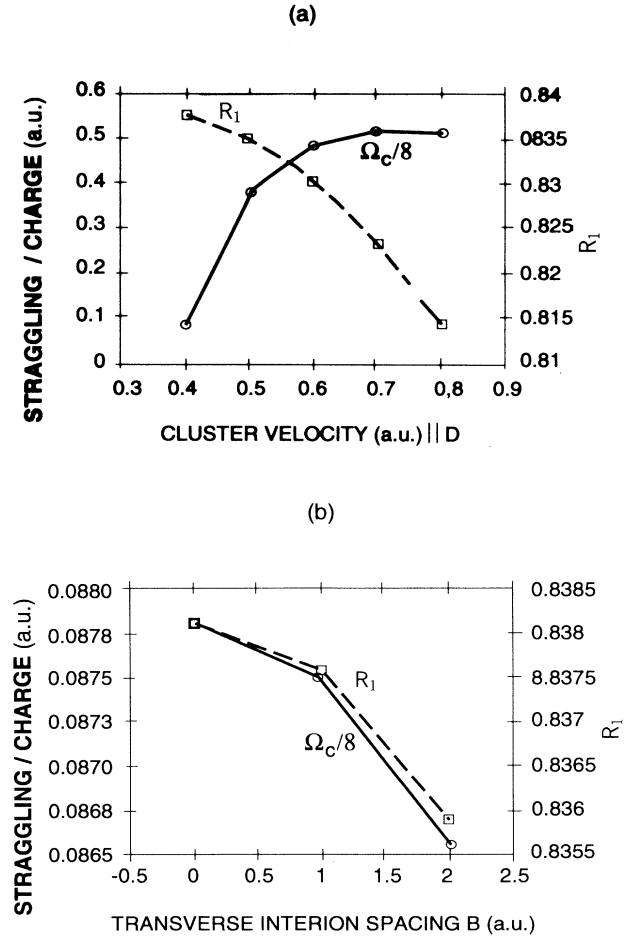 (a)
STRAGGLING / CHARGE (a.u.)
0.6
0.5
0.4
0.3
0.2
0.1
0
R1
Ωc/8
0.84
0.835
0.83
0.825
0.82
0.815
0.81
R1
0.3 0.4 0.5 0.6 0.7 0,8 0.9
CLUSTER VELOCITY (a.u.) || D
(b)
STRAGGLING / CHARGE (a.u.)
0.0880
0.0878
0.0875
0.0873
0.0870
0.0868
0.0865
R1
Ωc/8
0.8385
0.838
8.8375
0.837
0.8365
0.836
0.8355
R1
-0.5 0 0.5 1 1.5 2 2.5
TRANSVERSE INTERION SPACING B (a.u.)